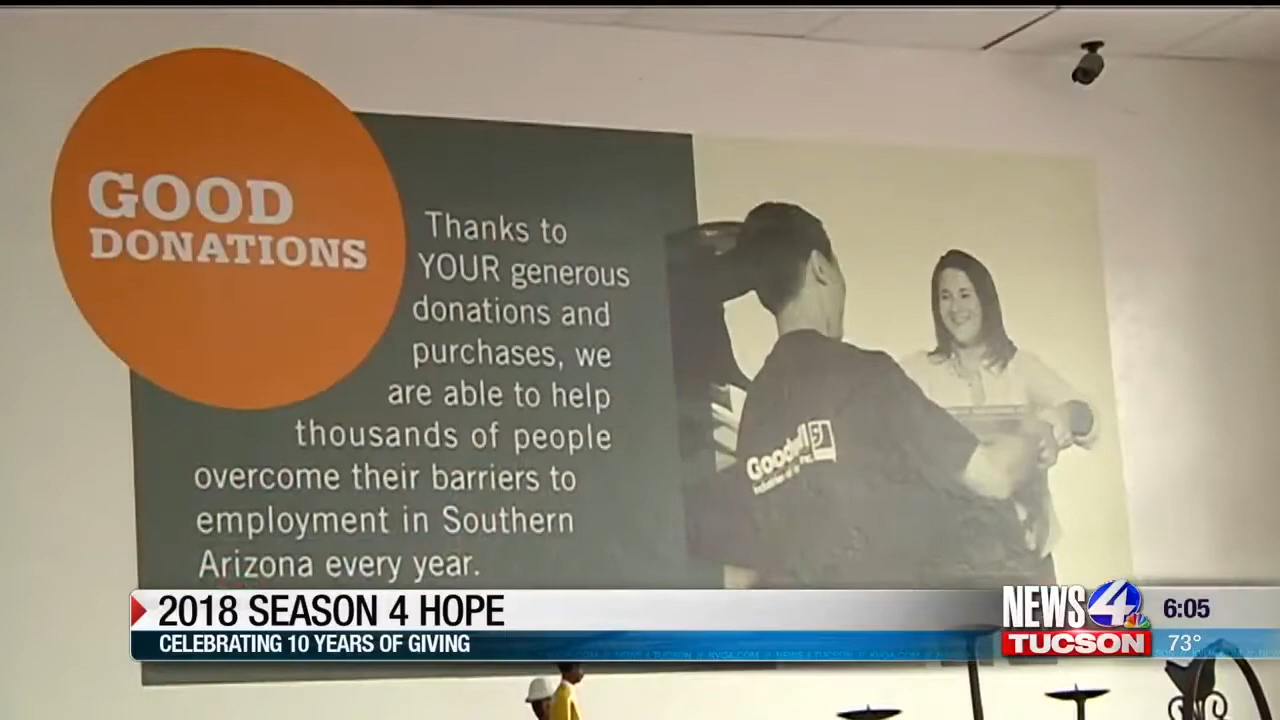 GOOD
DONATIONS
Thanks to
YOUR generous
donations and
purchases, we
are able to help
thousands of people
overcome their barriers to
employment in Southern
Arizona every year.
Goodwill
2018 SEASON 4 HOPE
CELEBRATING 10 YEARS OF GIVING
NEWS 4
TUCSON
6:05
73°